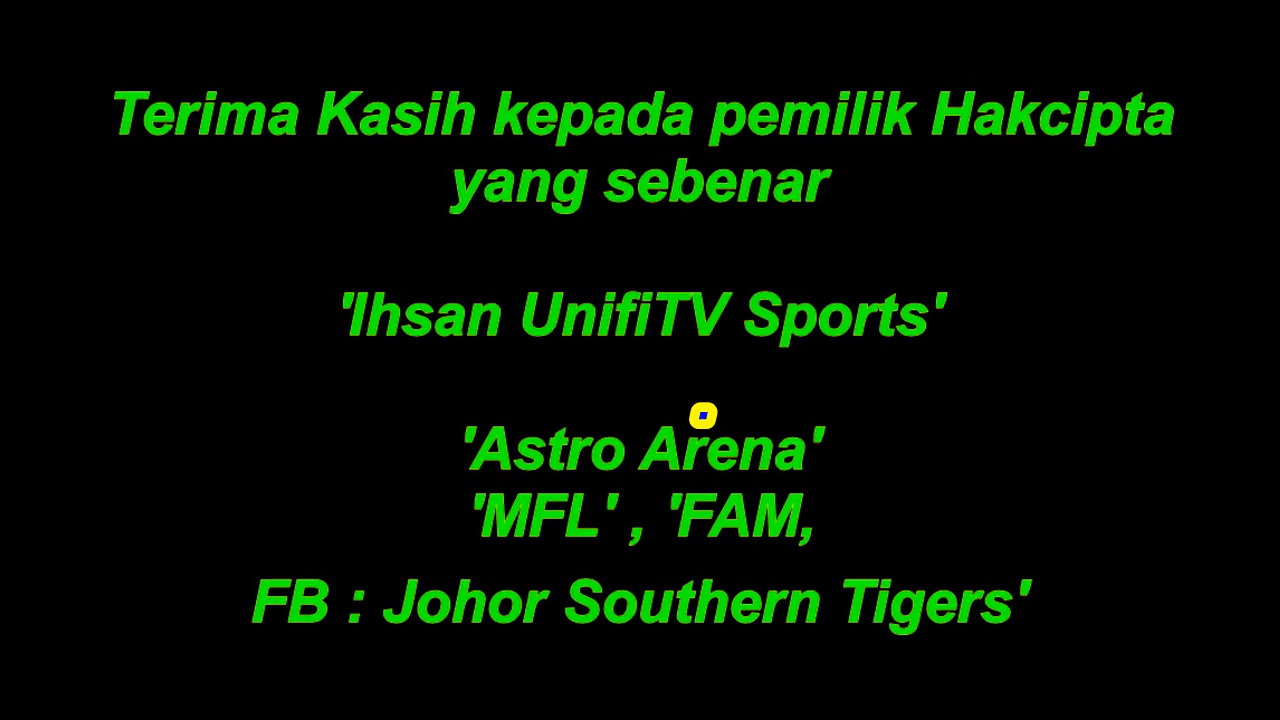 Terima Kasih kepada pemilik Hakcipta
yang sebenar
'Ihsan UnifiTV Sports'
'Astro Arena'
'MFL' , 'FAM,
FB : Johor Southern Tigers'